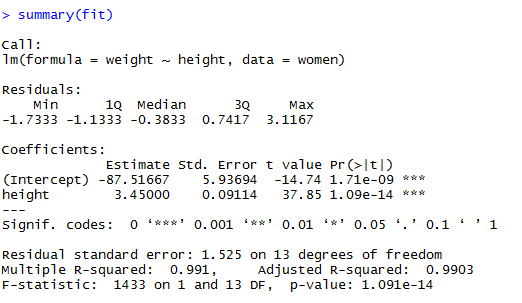 > summary(fit)
Call:
lm(formula = weight ~ height, data = women)
Residuals:
    Min      1Q  Median      3Q     Max
-1.7333 -1.1333 -0.3833  0.7417  3.1167
Coefficients:
             Estimate Std. Error t value Pr(>|t|)
(Intercept) -87.51667    5.93694  -14.74 1.71e-09 ***
height        3.45000    0.09114   37.85 1.09e-14 ***
---
Signif. codes:  0 ‘***’ 0.001 ‘**’ 0.01 ‘*’ 0.05 ‘.’ 0.1 ‘ ’ 1
Residual standard error: 1.525 on 13 degrees of freedom
Multiple R-squared:  0.991,     Adjusted R-squared:  0.9903
F-statistic:  1433 on 1 and 13 DF,  p-value: 1.091e-14